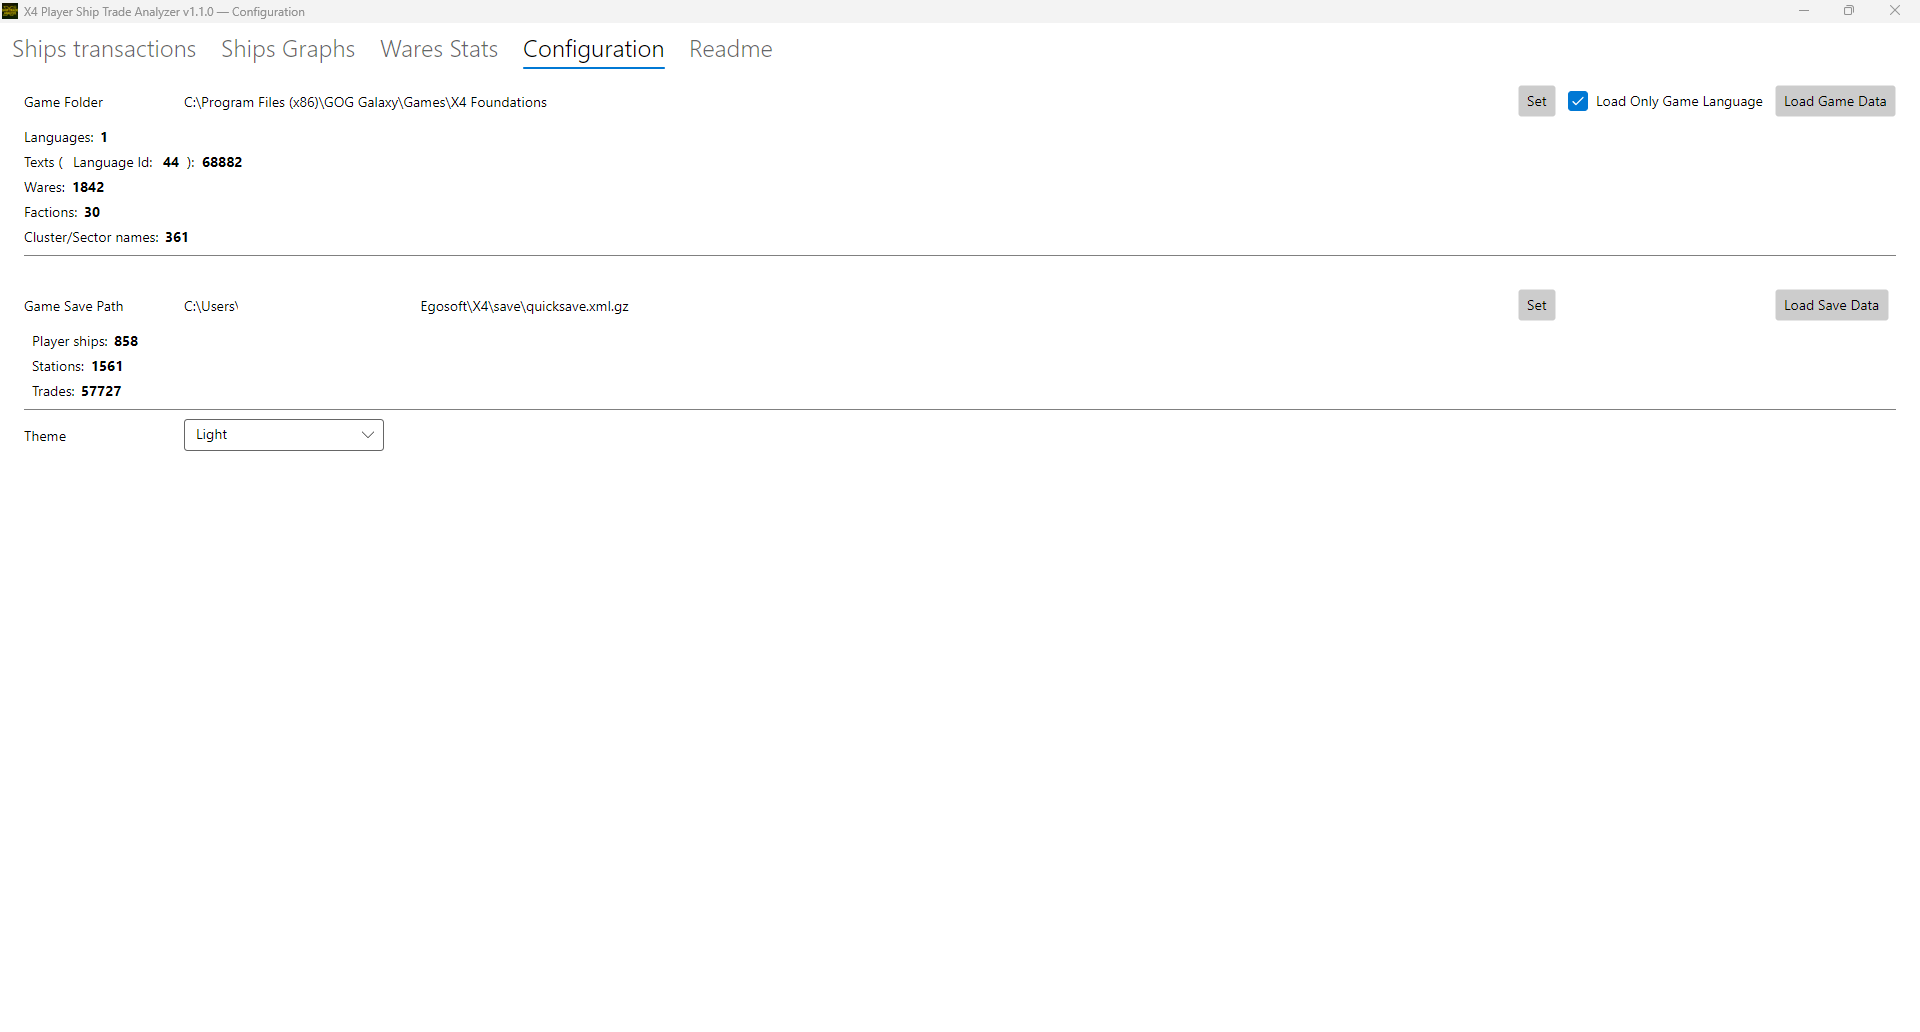 X4 Player Ship Trade Analyzer v1.1.0 — Configuration
Ships transactions Ships Graphs Wares Stats Configuration Readme
Game Folder C:\Program Files (x86)\GOG Galaxy\Games\X4 Foundations Set Load Only Game Language Load Game Data
Languages: 1
Texts ( Language Id: 44 ): 68882
Wares: 1842
Factions: 30
Cluster/Sector names: 361
Game Save Path C:\Users\ Egosoft\X4\save\quicksave.xml.gz Set Load Save Data
Player ships: 858
Stations: 1561
Trades: 57727
Theme Light